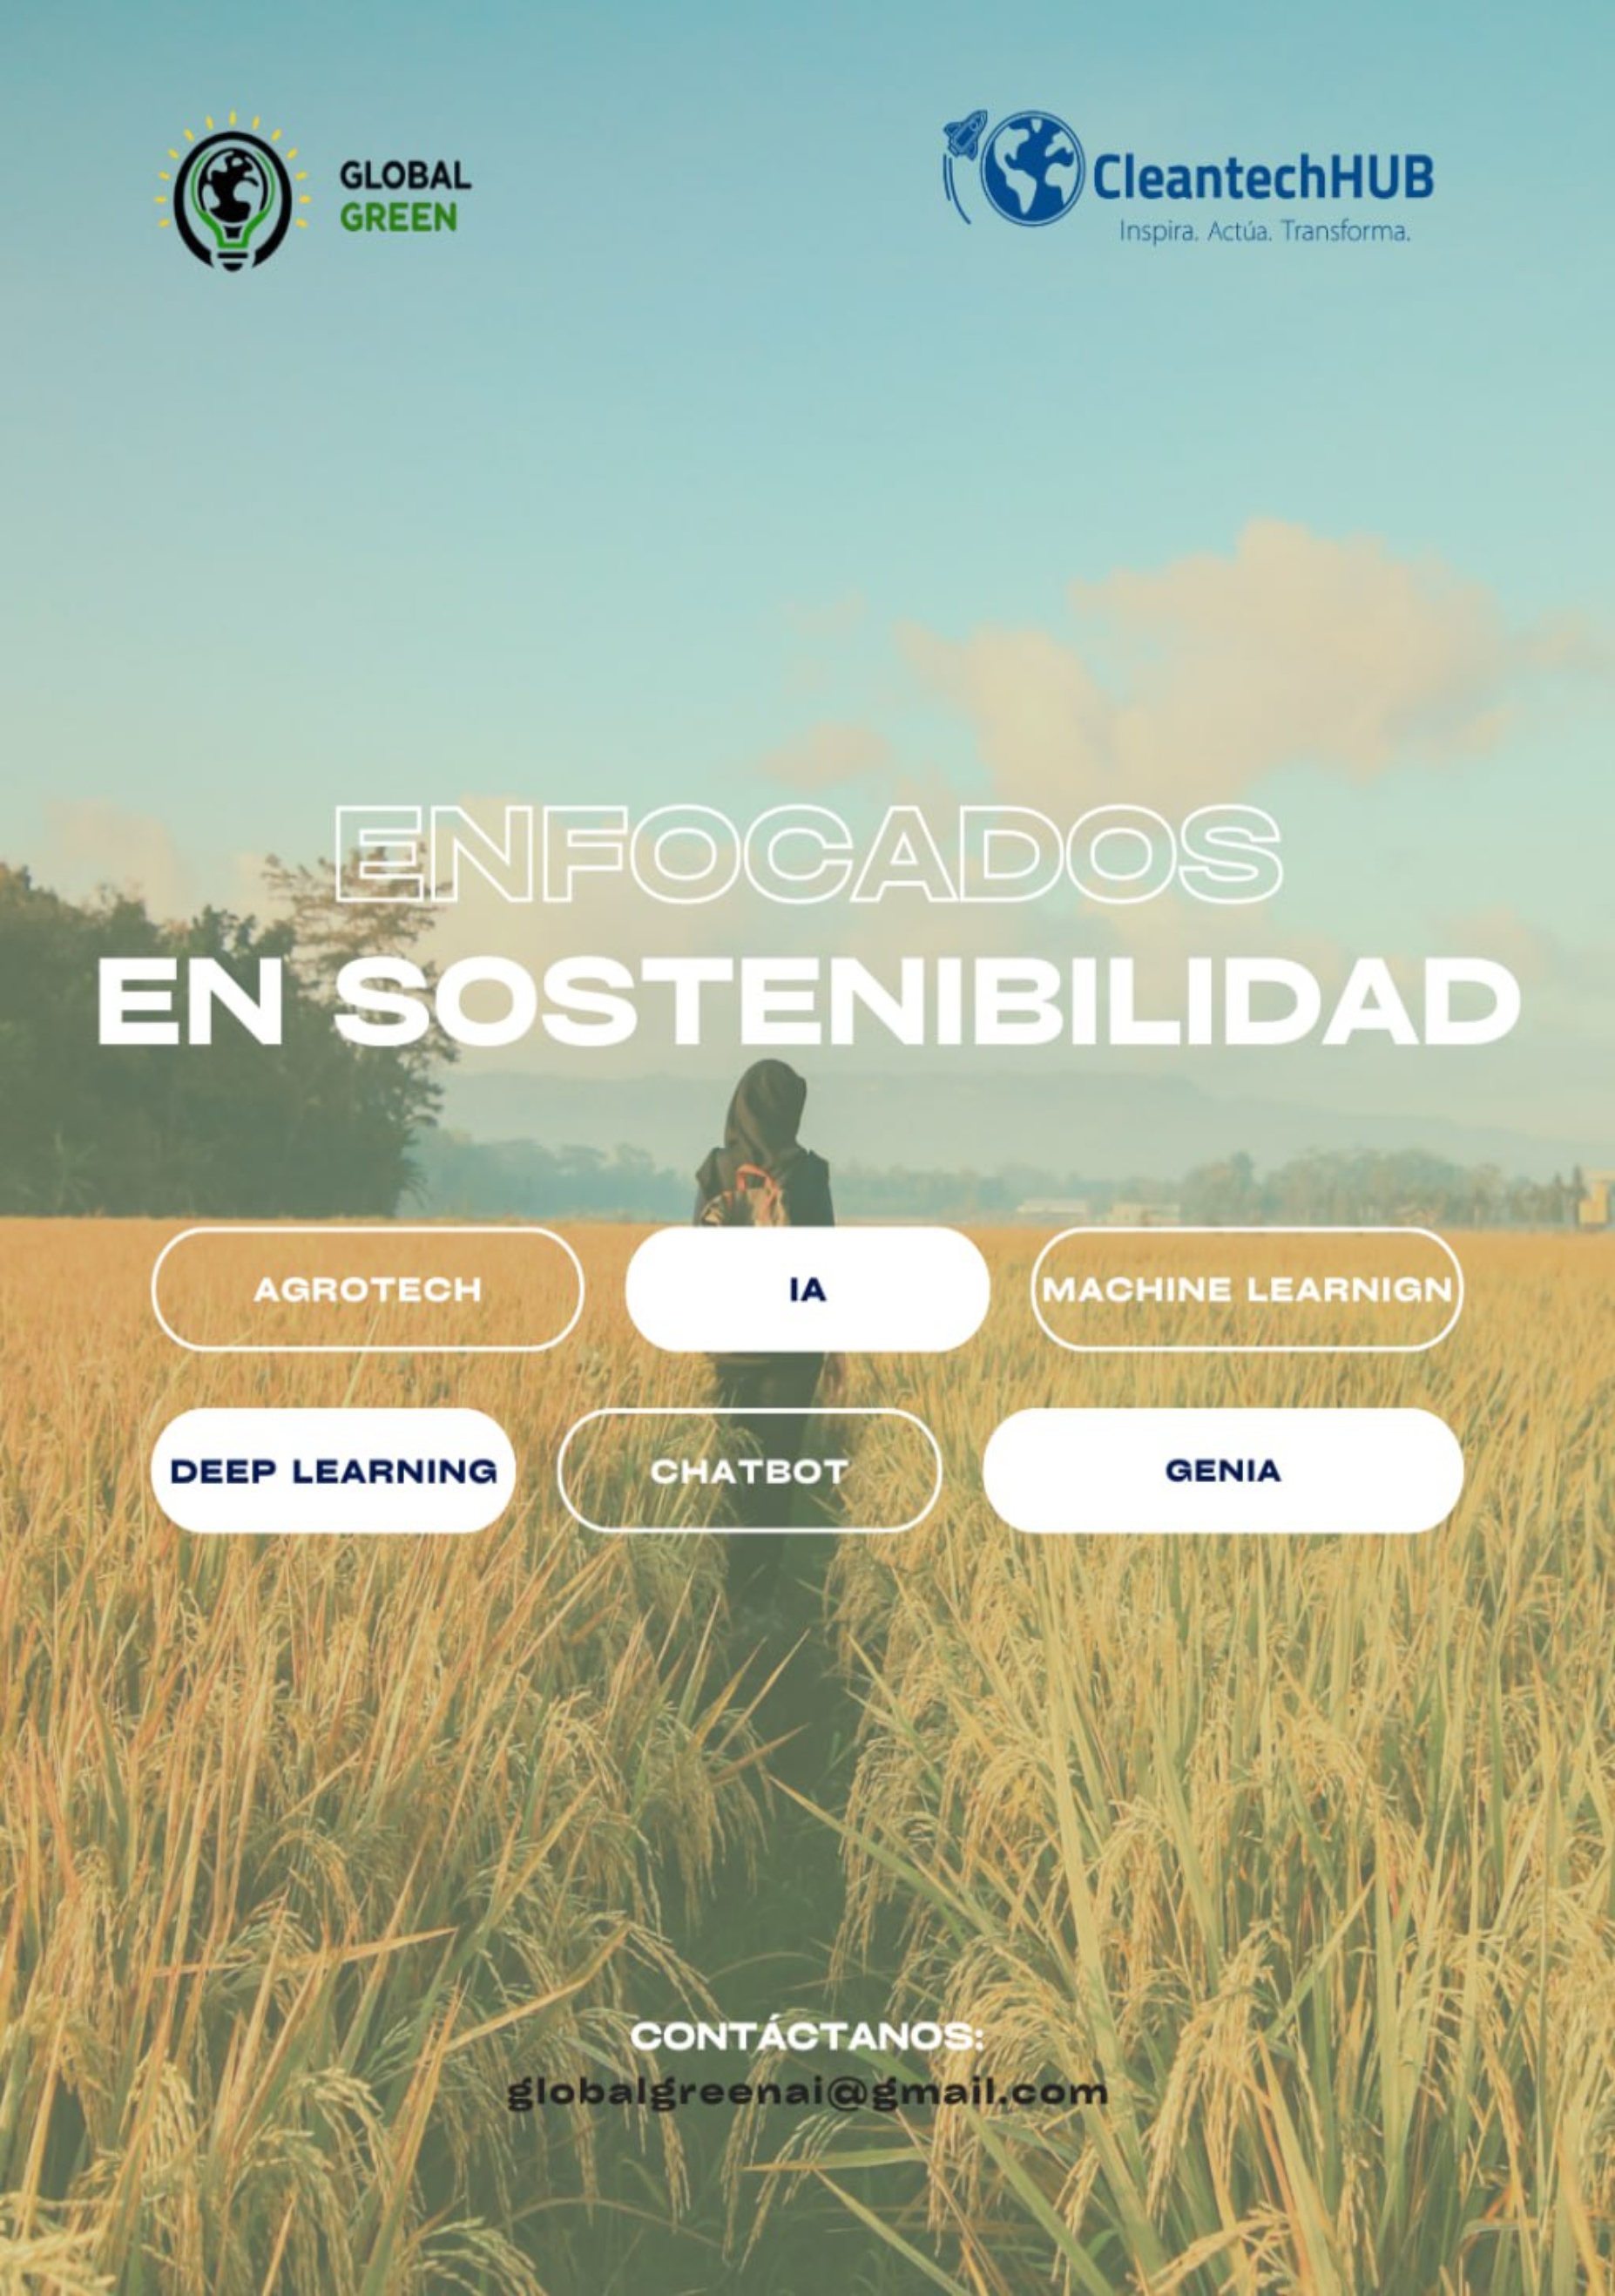 GLOBAL
GREEN
CleantechHUB
Inspira. Actúa. Transforma.
ENFOCADOS
EN SOSTENIBILIDAD
AGROTECH
IA
MACHINE LEARNIGN
DEEP LEARNING
CHATBOT
GENIA
CONTÁCTANOS:
globalgreenai@gmail.com